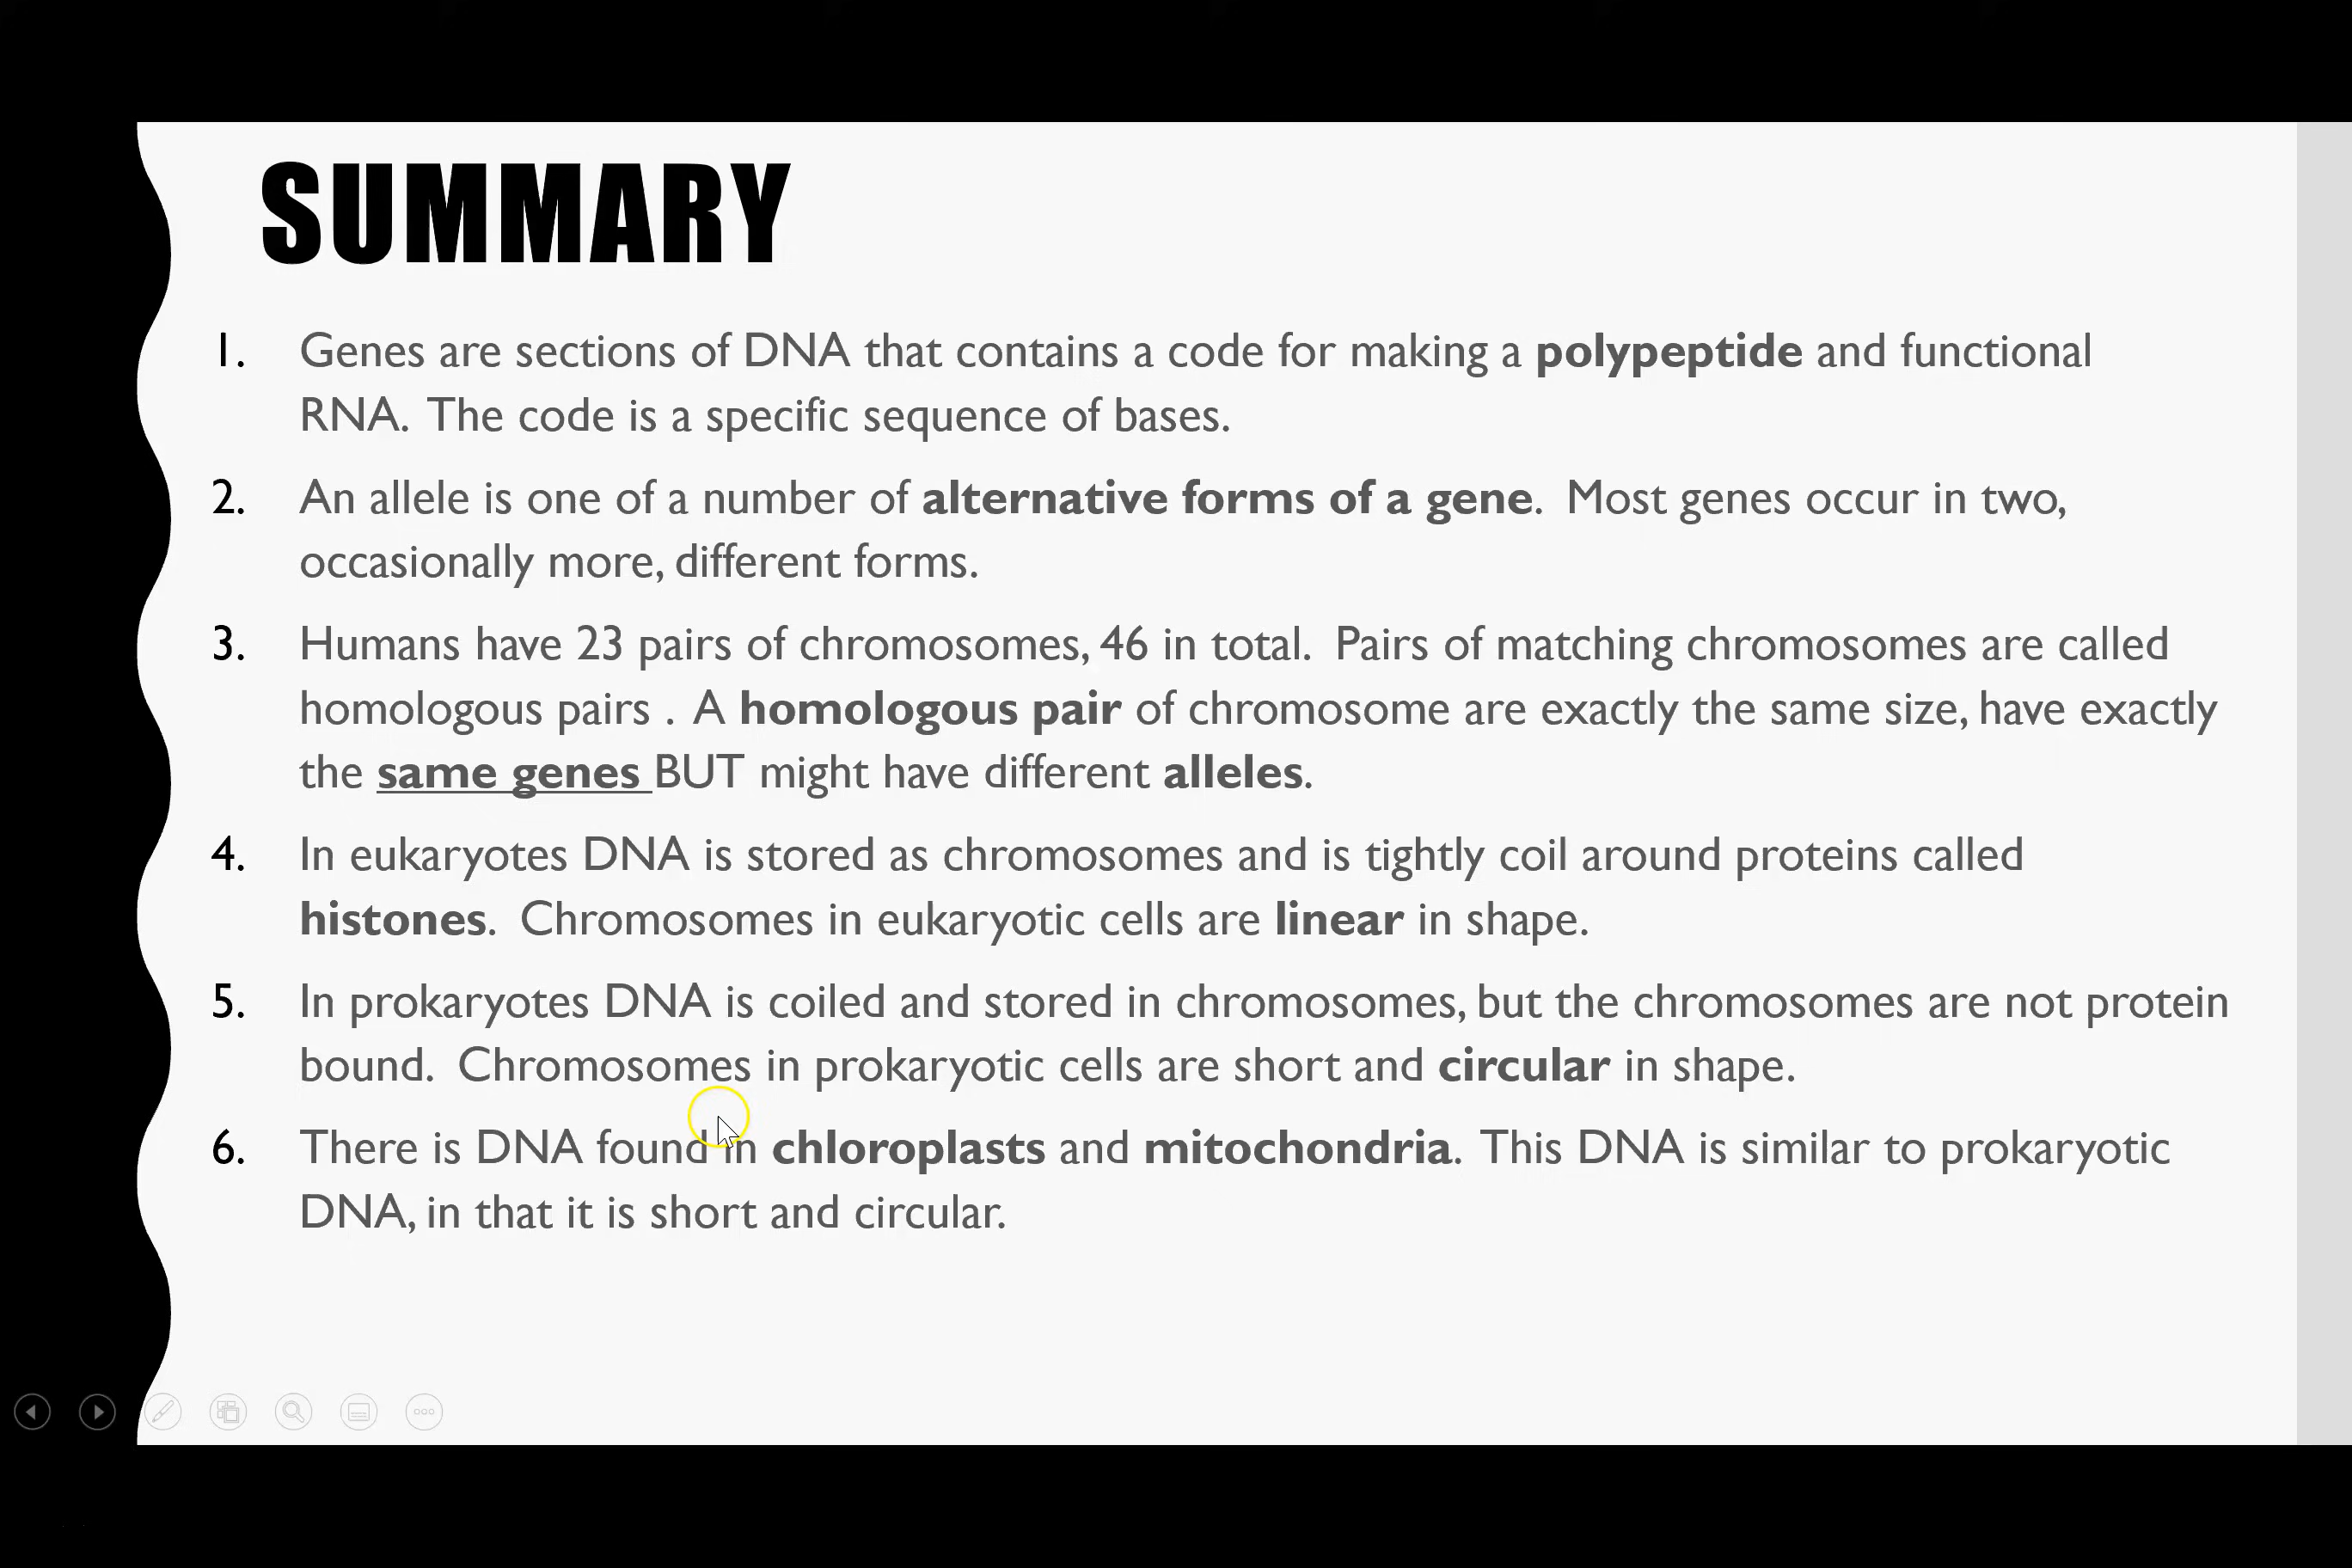 SUMMARY
1. Genes are sections of DNA that contains a code for making a polypeptide and functional
RNA. The code is a specific sequence of bases.
2. An allele is one of a number of alternative forms of a gene. Most genes occur in two,
occasionally more, different forms.
3. Humans have 23 pairs of chromosomes, 46 in total. Pairs of matching chromosomes are called
homologous pairs . A homologous pair of chromosome are exactly the same size, have exactly
the same genes BUT might have different alleles.
4. In eukaryotes DNA is stored as chromosomes and is tightly coil around proteins called
histones. Chromosomes in eukaryotic cells are linear in shape.
5. In prokaryotes DNA is coiled and stored in chromosomes, but the chromosomes are not protein
bound. Chromosomes in prokaryotic cells are short and circular in shape.
6. There is DNA found in chloroplasts and mitochondria. This DNA is similar to prokaryotic
DNA, in that it is short and circular.